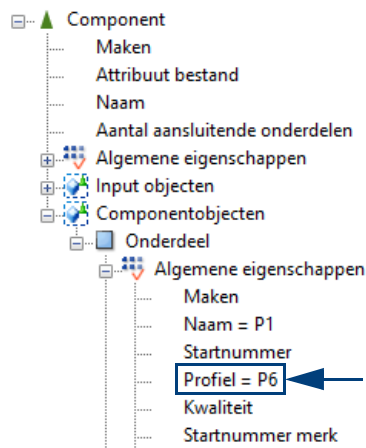 Component
Maken
Attribuut bestand
Naam
Aantal aansluitende onderdelen
Algemene eigenschappen
Input objecten
Componentobjecten
Onderdeel
Algemene eigenschappen
Maken
Naam = P1
Startnummer
Profiel = P6
Kwaliteit
Startnummer merk